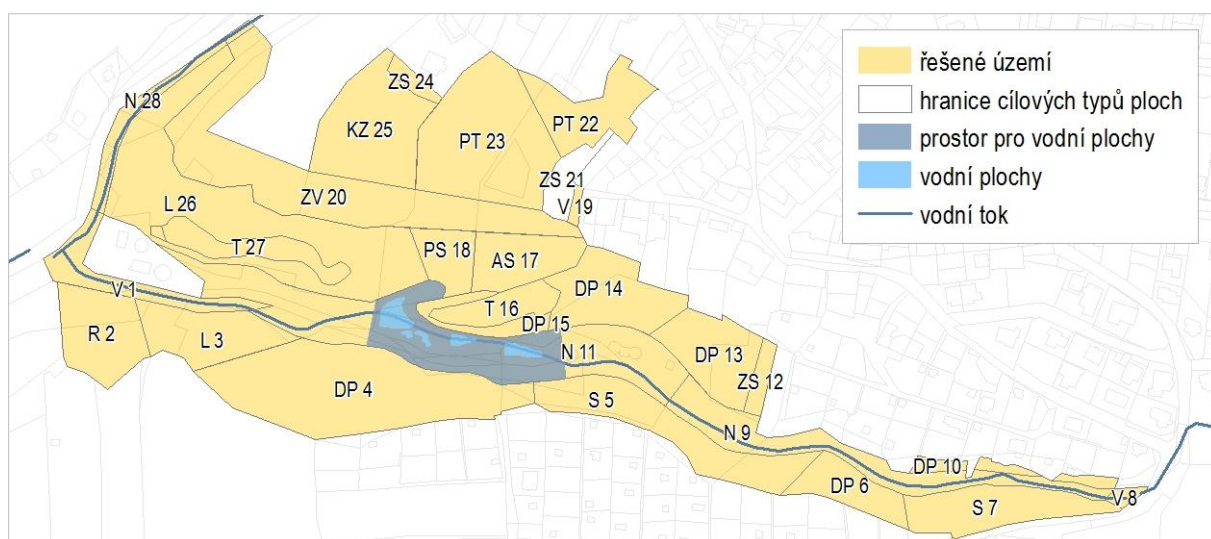 řešené území
hranice cílových typů ploch
prostor pro vodní plochy
vodní plochy
vodní tok
N 28
ZS 24
KZ 25
PT 23
PT 22
ZS 21
V 19
ZV 20
L 26
T 27
PS 18
AS 17
DP 14
T 16
DP 15
V 1
R 2
L 3
DP 4
N 11
S 5
DP 13
ZS 12
N 9
DP 10
DP 6
S 7
V 8